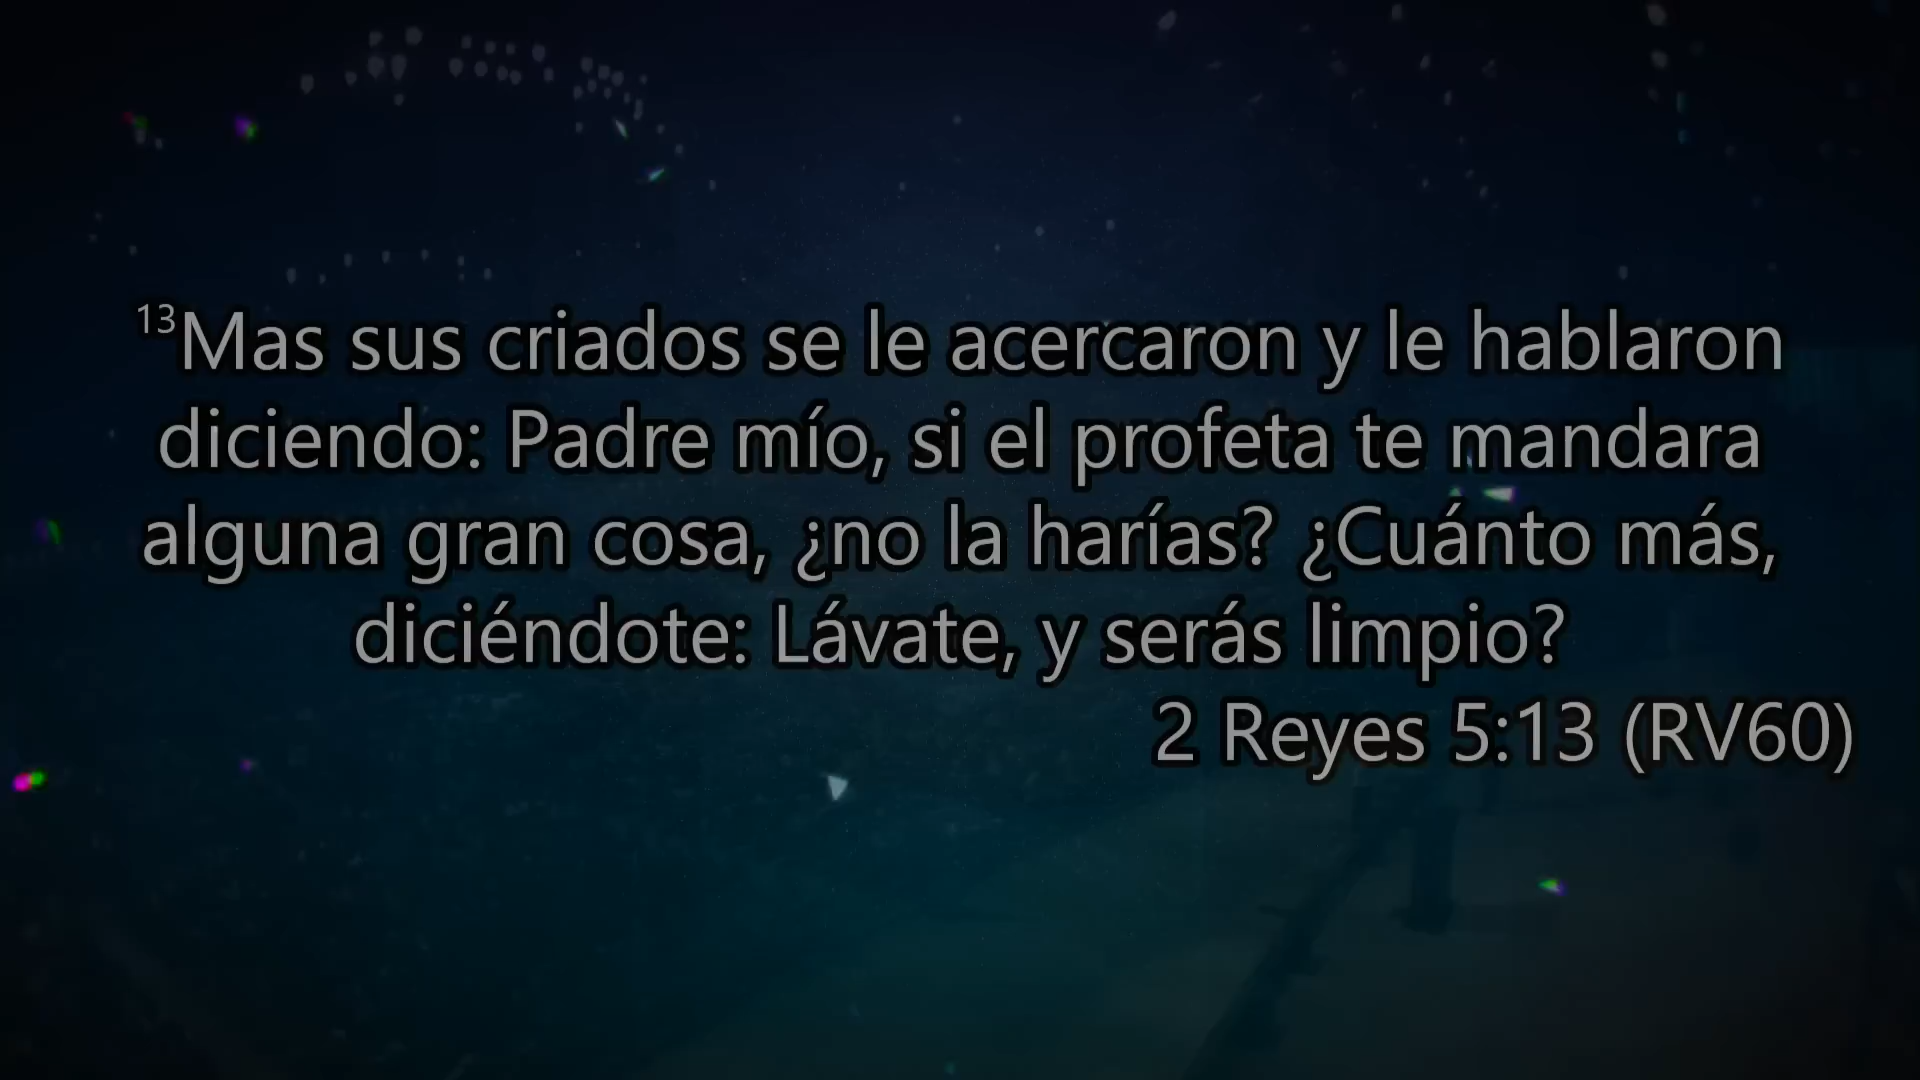 13Mas sus criados se le acercaron y le hablaron
diciendo: Padre mío, si el profeta te mandara
alguna gran cosa, ¿no la harías? ¿Cuánto más,
diciéndote: Lávate, y serás limpio?
2 Reyes 5:13 (RV60)